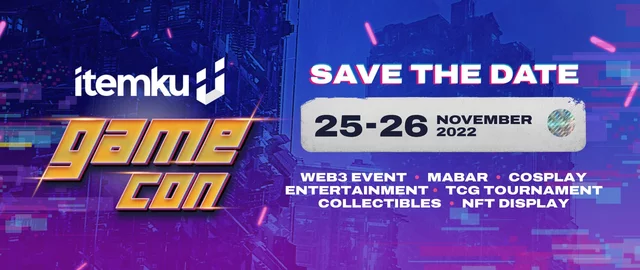 itemku
game
con
SAVE THE DATE
25-26 NOVEMBER
2022
WEB3 EVENT • MABAR • COSPLAY
ENTERTAINMENT • TCG TOURNAMENT
COLLECTIBLES • NFT DISPLAY